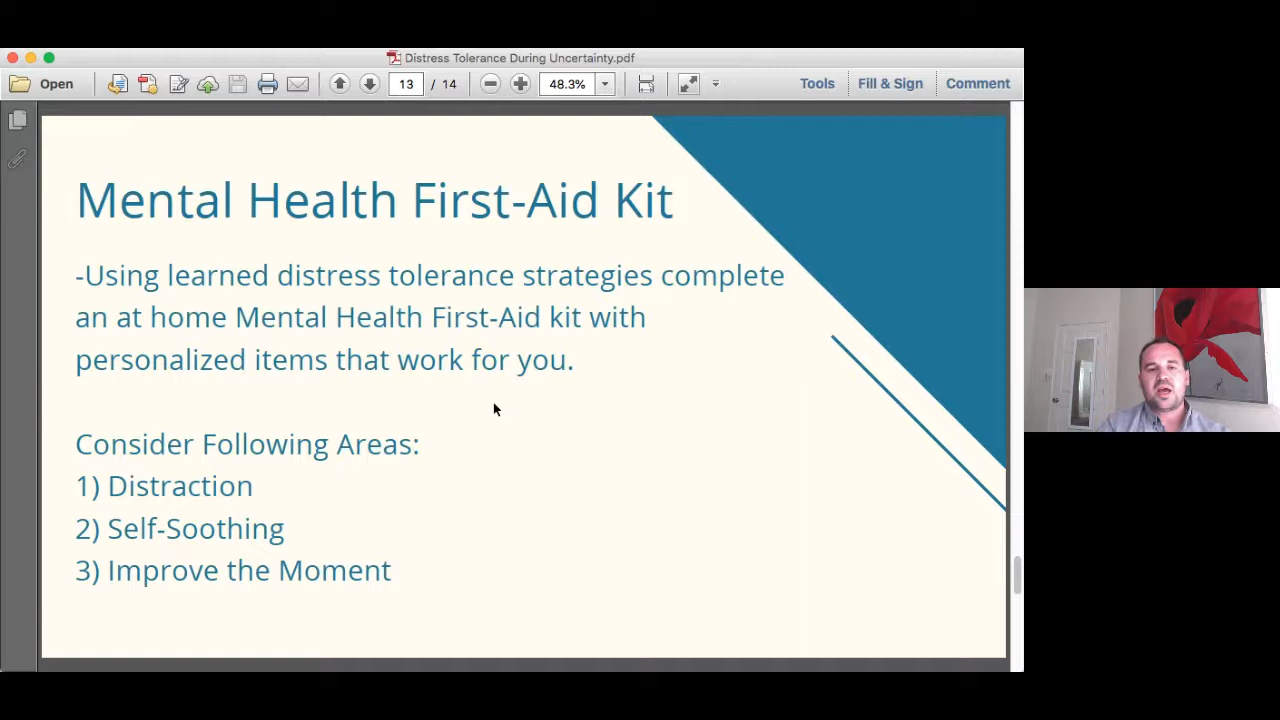 Distress Tolerance During Uncertainty.pdf
Open
13 / 14
48.3%
Tools
Fill & Sign
Comment
Mental Health First-Aid Kit
-Using learned distress tolerance strategies complete
an at home Mental Health First-Aid kit with
personalized items that work for you.
Consider Following Areas:
1) Distraction
2) Self-Soothing
3) Improve the Moment